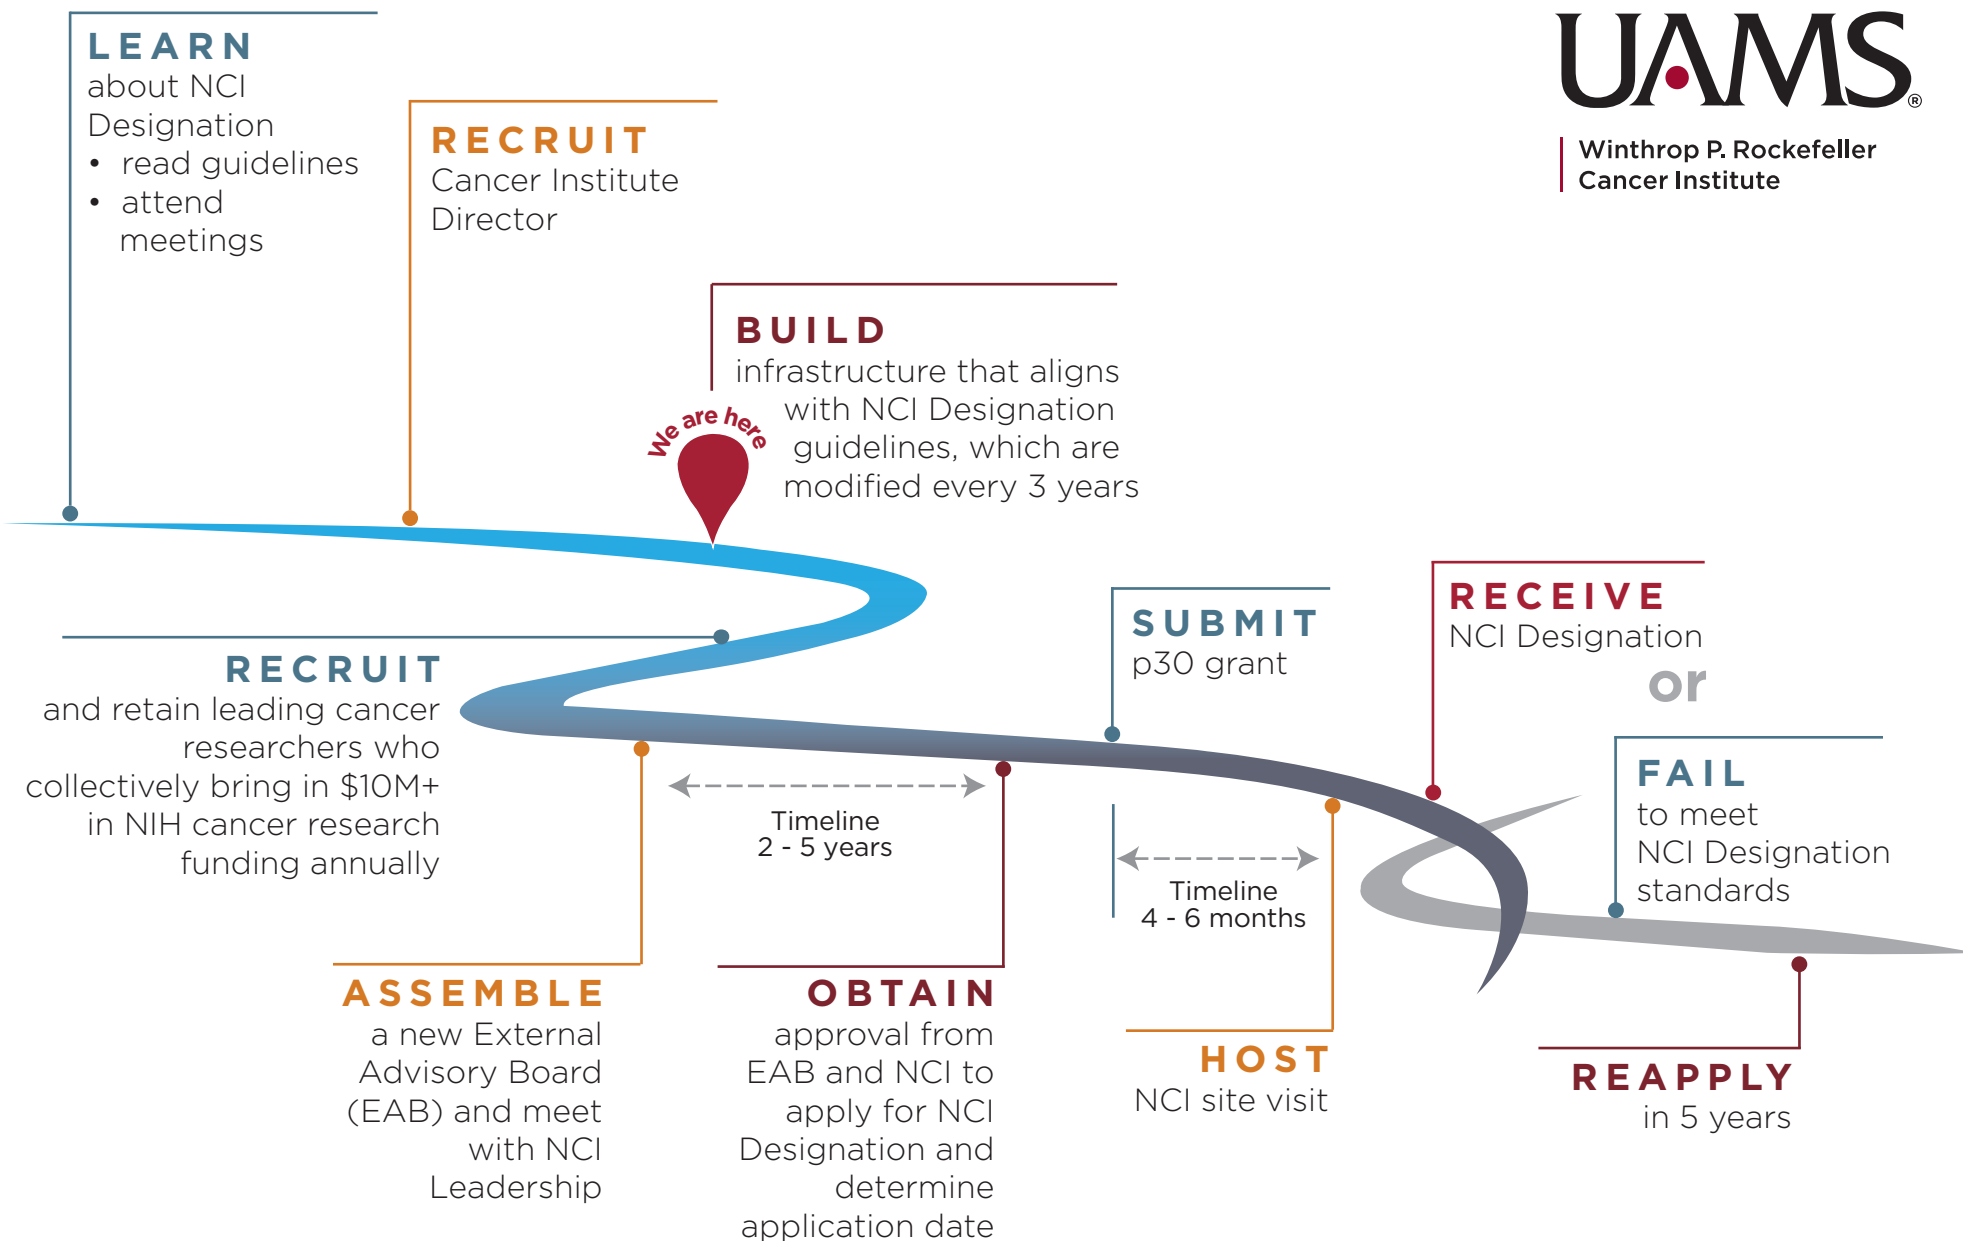 LEARN
about NCI
Designation
• read guidelines
• attend
meetings
RECRUIT
Cancer Institute
Director
UAMS®
Winthrop P. Rockefeller
Cancer Institute
BUILD
infrastructure that aligns
with NCI Designation
guidelines, which are
modified every 3 years
We are here
RECRUIT
and retain leading cancer
researchers who
collectively bring in $10M+
in NIH cancer research
funding annually
ASSEMBLE
a new External
Advisory Board
(EAB) and meet
with NCI
Leadership
Timeline
2 - 5 years
OBTAIN
approval from
EAB and NCI to
apply for NCI
Designation and
determine
application date
SUBMIT
p30 grant
Timeline
4 - 6 months
HOST
NCI site visit
RECEIVE
NCI Designation
or
FAIL
to meet
NCI Designation
standards
REAPPLY
in 5 years